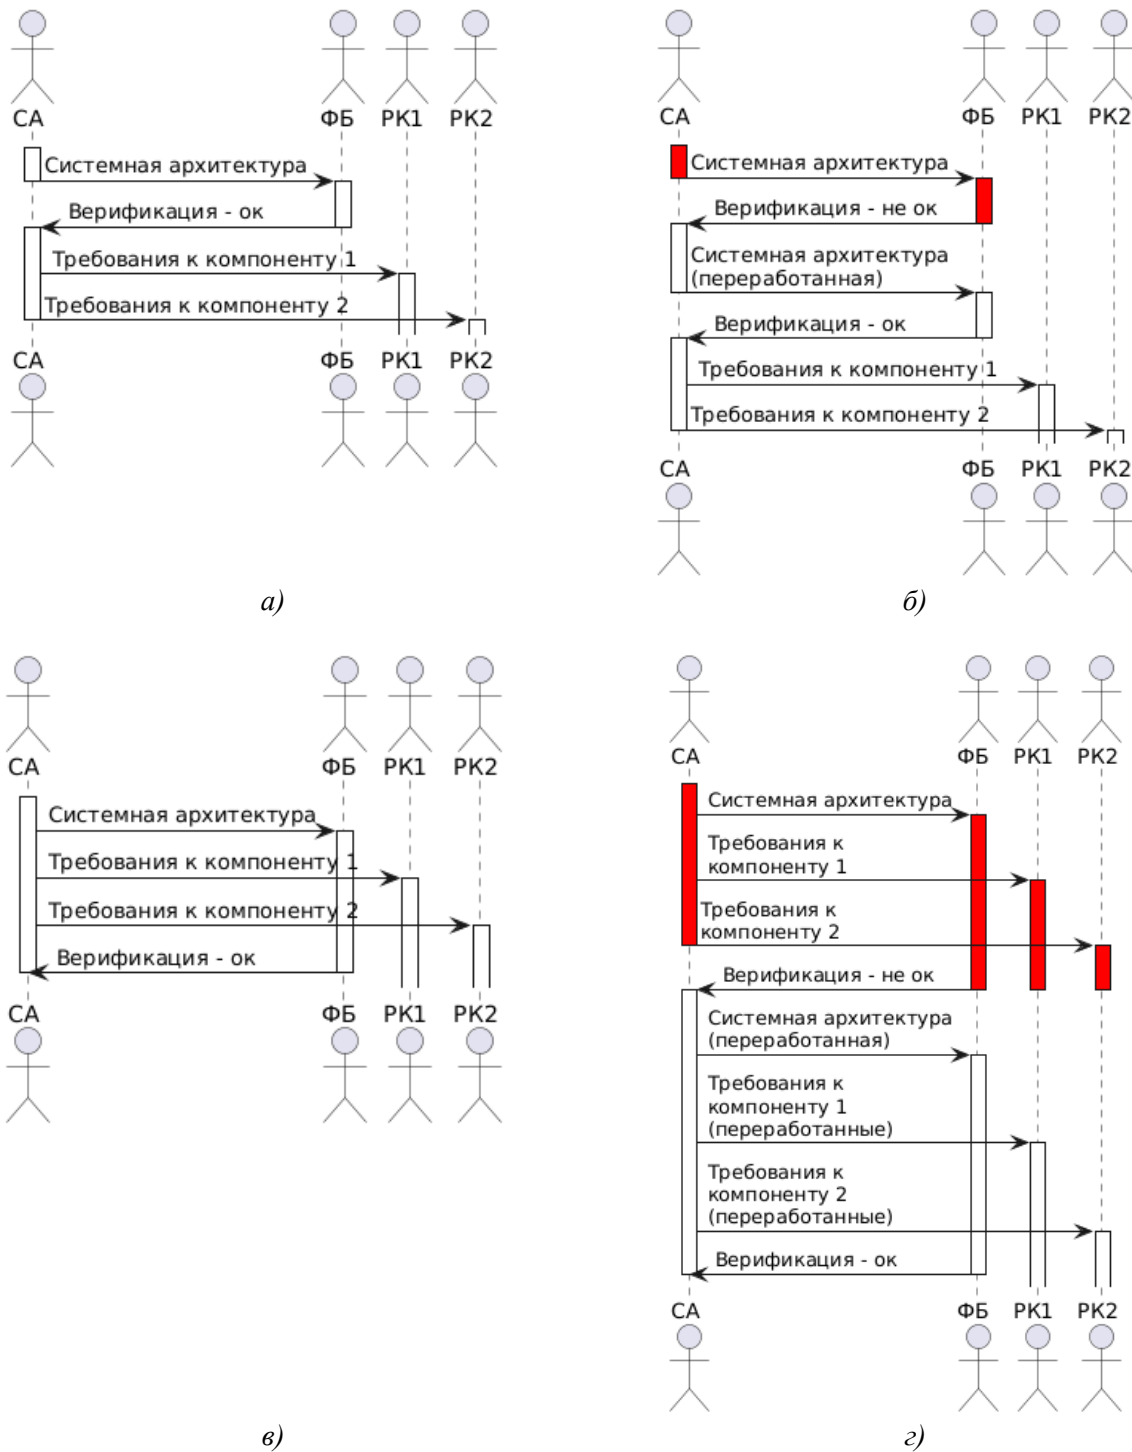 СА ФБ РК1 РК2
Системная архитектура
Верификация - ок
Требования к компоненту 1
Требования к компоненту 2
СА ФБ РК1 РК2
а)
СА ФБ РК1 РК2
Системная архитектура
Верификация - не ок
Системная архитектура
(переработанная)
Верификация - ок
Требования к компоненту 1
Требования к компоненту 2
СА ФБ РК1 РК2
б)
СА ФБ РК1 РК2
Системная архитектура
Требования к компоненту 1
Требования к компоненту 2
Верификация - ок
СА ФБ РК1 РК2
в)
СА ФБ РК1 РК2
Системная архитектура
Требования к
компоненту 1
Требования к
компоненту 2
Верификация - не ок
Системная архитектура
(переработанная)
Требования к
компоненту 1
(переработанные)
Требования к
компоненту 2
(переработанные)
Верификация - ок
СА ФБ РК1 РК2
г)